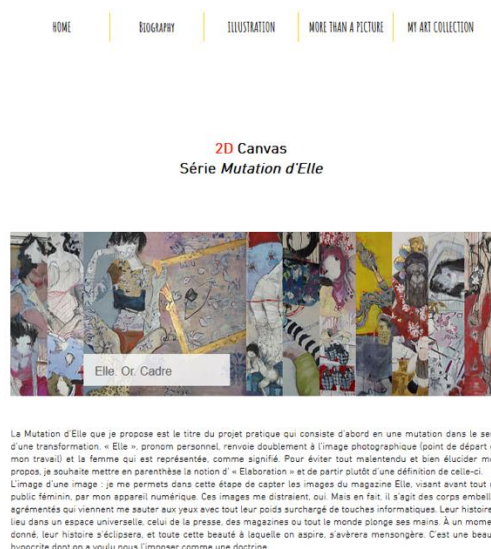 HOME BIOGRAPHY ILLUSTRATION MORE THAN A PICTURE MY ART COLLECTION
2D Canvas
Série Mutation d'Elle
Elle. Or. Cadre
La Mutation d'Elle que je propose est le titre du projet pratique qui consiste d'abord en une mutation dans le se
d'une transformation. « Elle », pronom personnel, renvoie doublement à l'image photographique (point de départ
mon travail) et la femme qui est représentée, comme signifié. Pour éviter tout malentendu et bien élucider m
propos, je souhaite mettre en parenthèse la notion d' « Elaboration » et de partir plutôt d'une définition de celle-ci.
L'image d'une image : je me permets dans cette étape de capter les images du magazine Elle, visant avant tout
public féminin, par mon appareil numérique. Ces images me distraient, oui. Mais en fait, il s'agit des corps embell
agrémentés qui viennent me sauter aux yeux avec tout leur poids surchargé de touches informatiques. Leur histoire
lieu dans un espace universelle, celui de la presse, des magazines ou tout le monde plonge ses mains. À un mome
donné, leur histoire s'éclipsera, et toute cette beauté à laquelle on aspire, s'avèrera mensongère. C'est une beau
hypocrite dont on a voulu nous l'imposer comme une doctrine.